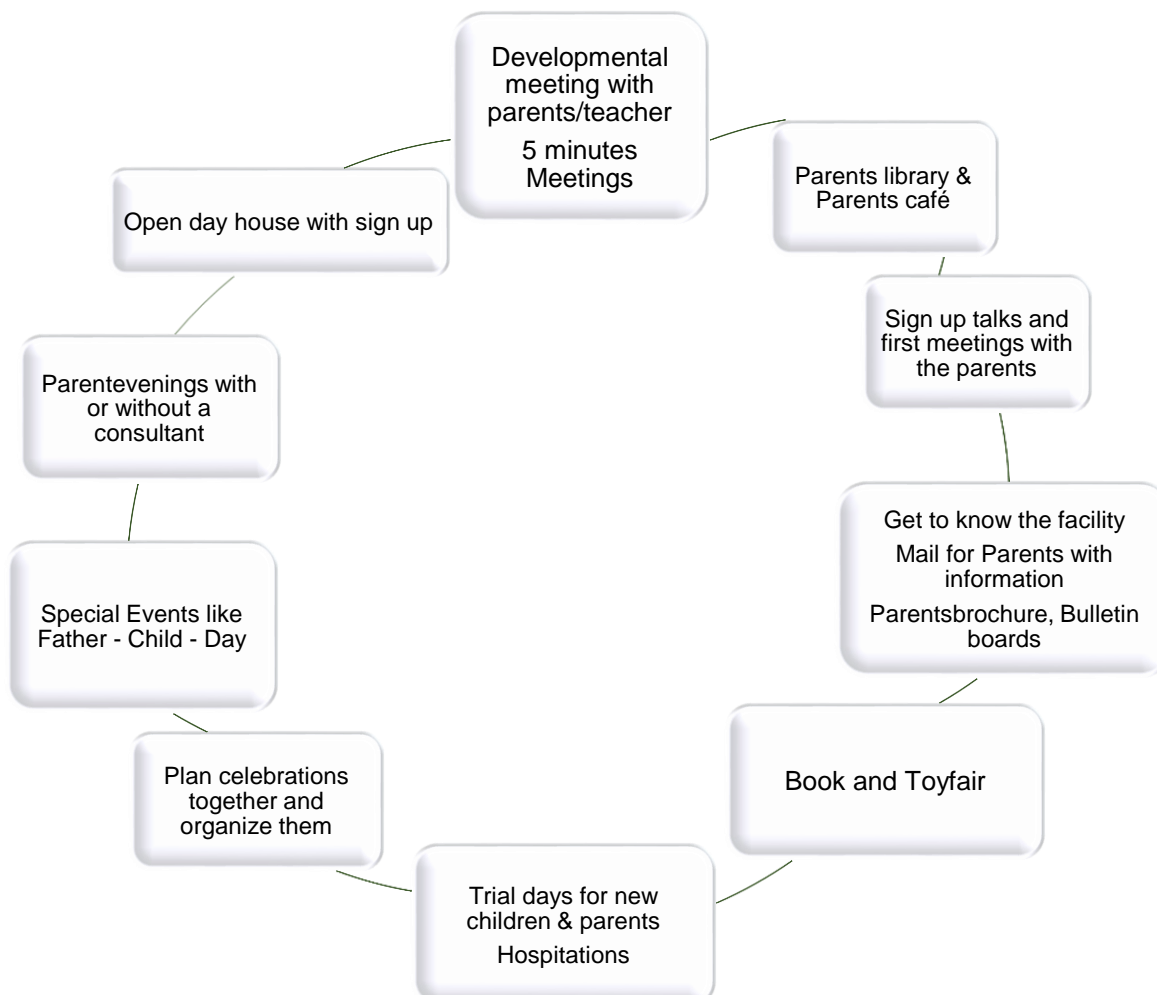 Developmental
meeting with
parents/teacher
5 minutes
Meetings
Parents library &
Parents café
Sign up talks and
first meetings with
the parents
Get to know the facility
Mail for Parents with
information
Parentsbrochure, Bulletin
boards
Book and Toyfair
Trial days for new
children & parents
Hospitations
Plan celebrations
together and
organize them
Special Events like
Father - Child - Day
Parentevenings with
or without a
consultant
Open day house with sign up